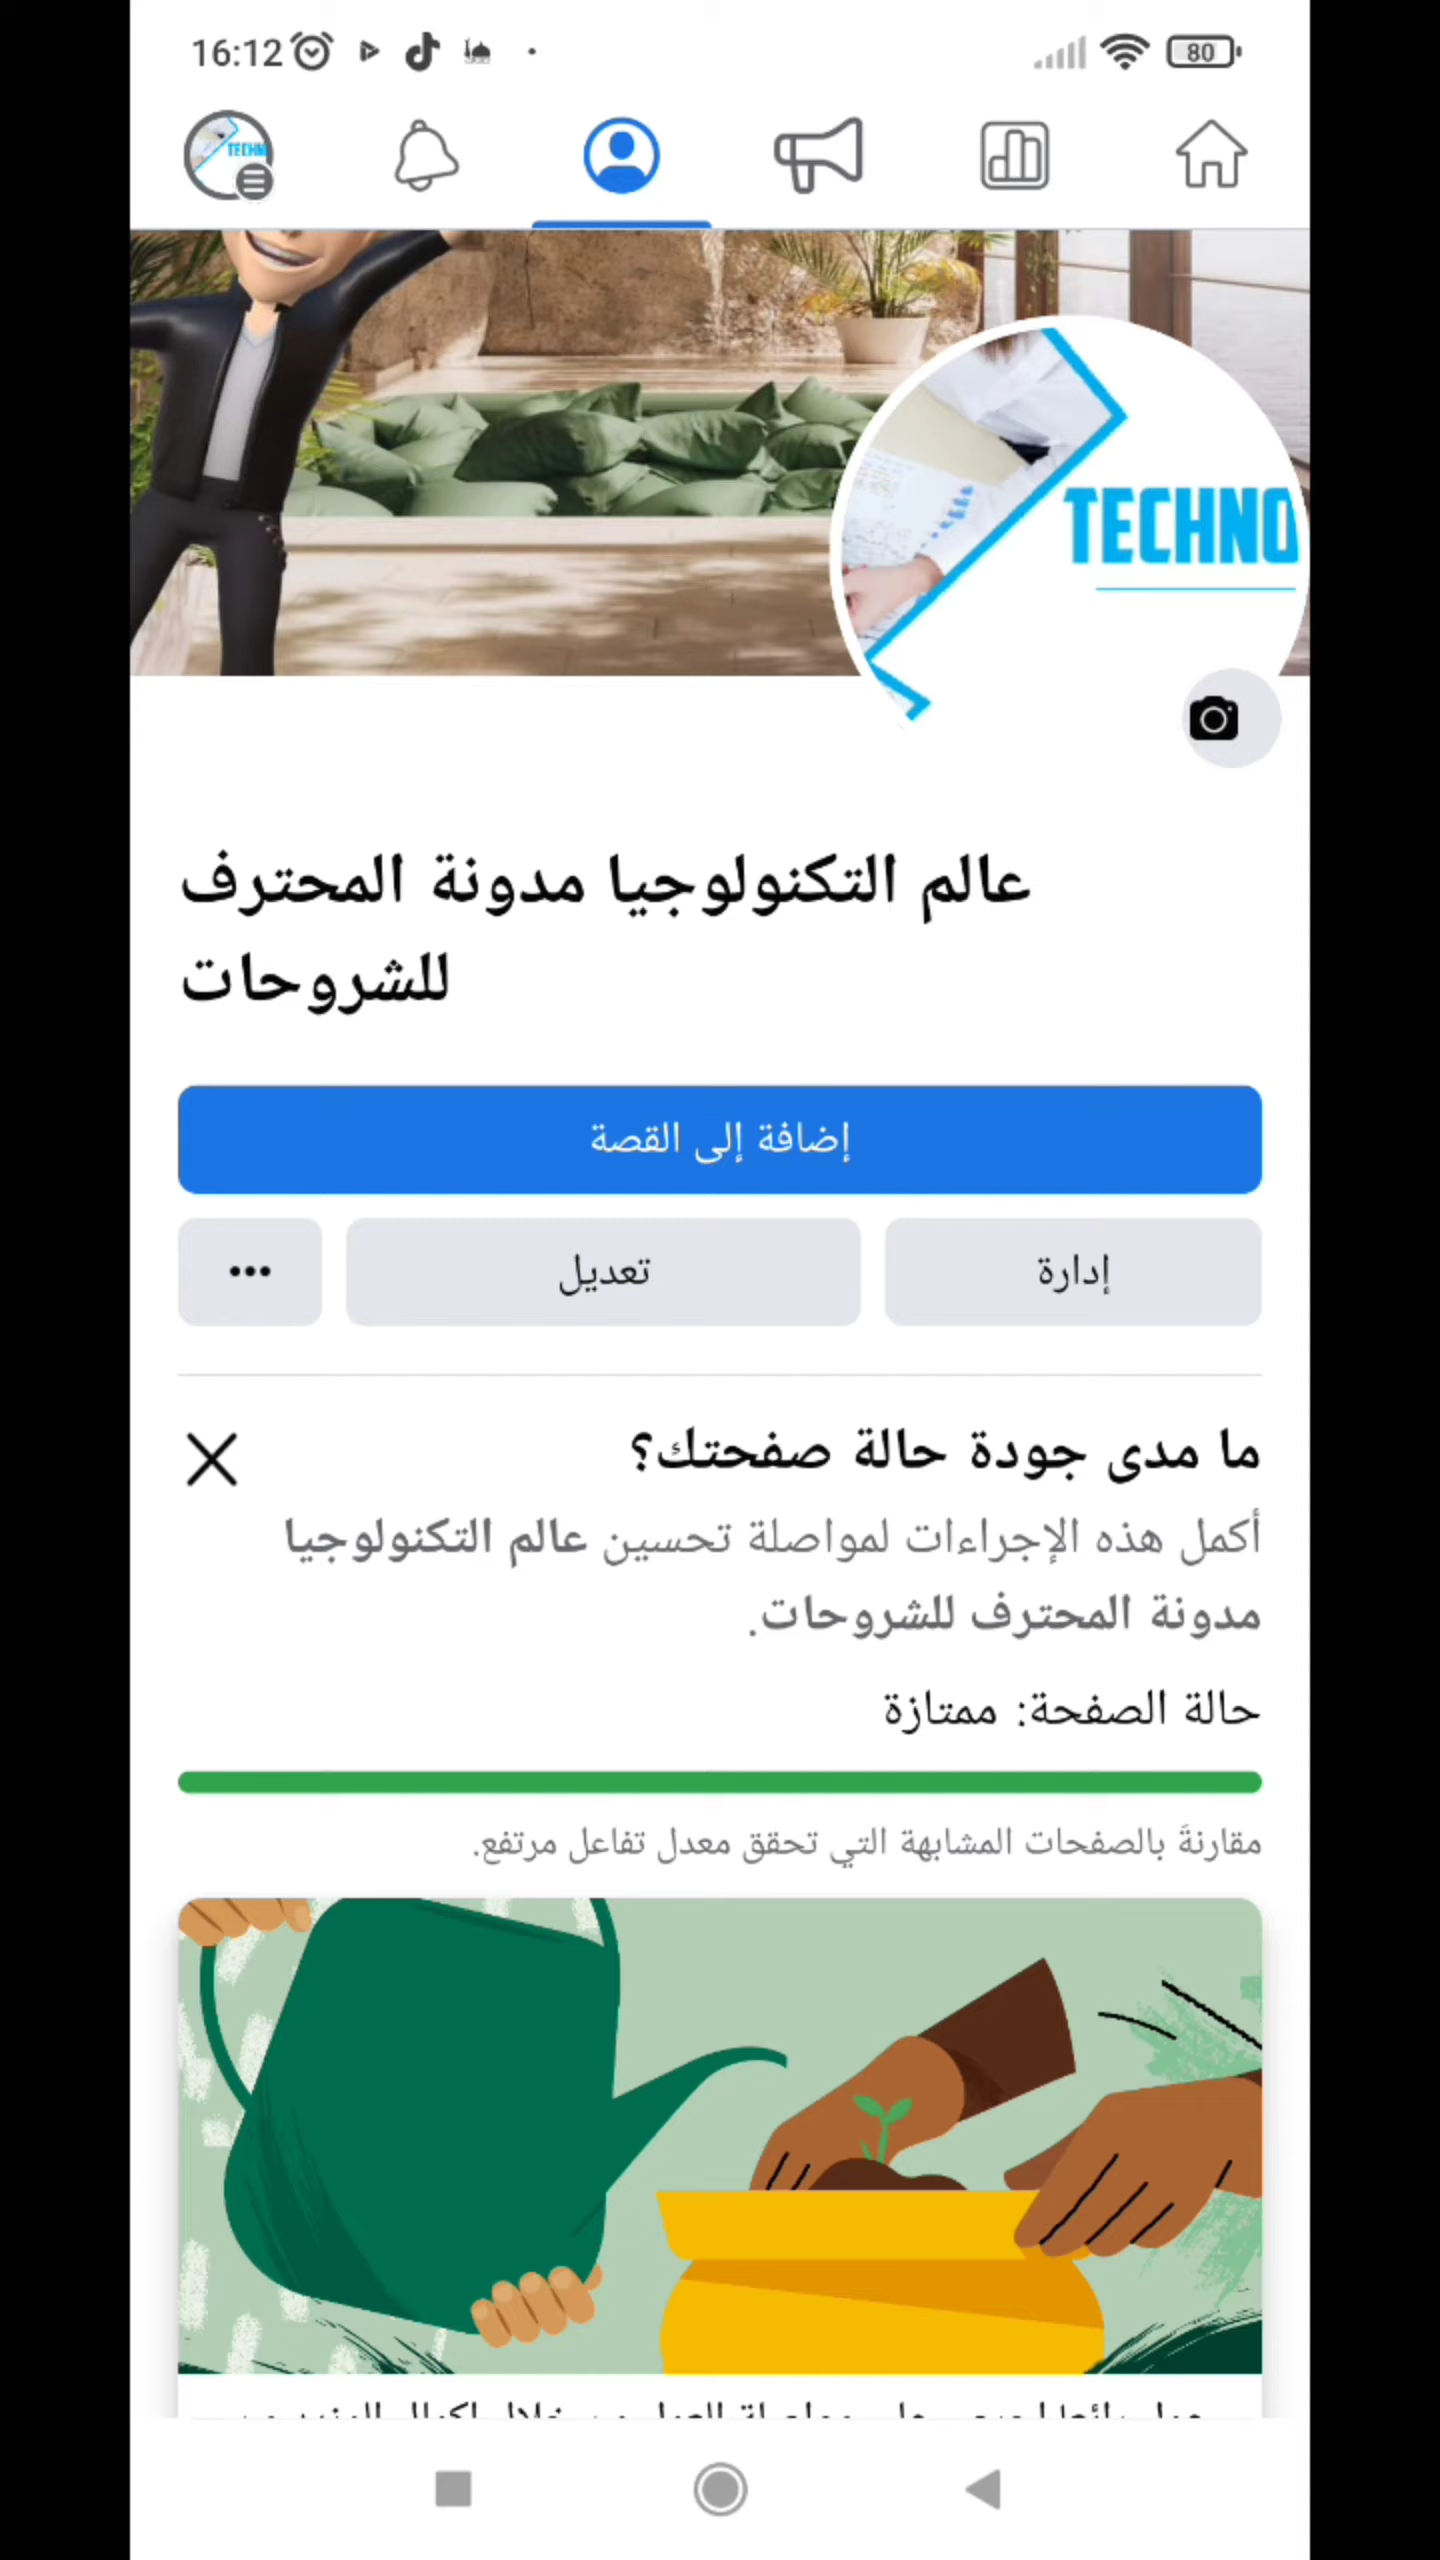 16:12
80
TECHN
TECHNO
عالم التكنولوجيا مدونة المحترف
للشروحات
إضافة إلى القصة
إدارة
تعديل
ما مدى جودة حالة صفحتك؟
أكمل هذه الإجراءات لمواصلة تحسين عالم التكنولوجيا
مدونة المحترف للشروحات.
حالة الصفحة: ممتازة
مقارنةً بالصفحات المشابهة التي تحقق معدل تفاعل مرتفع.